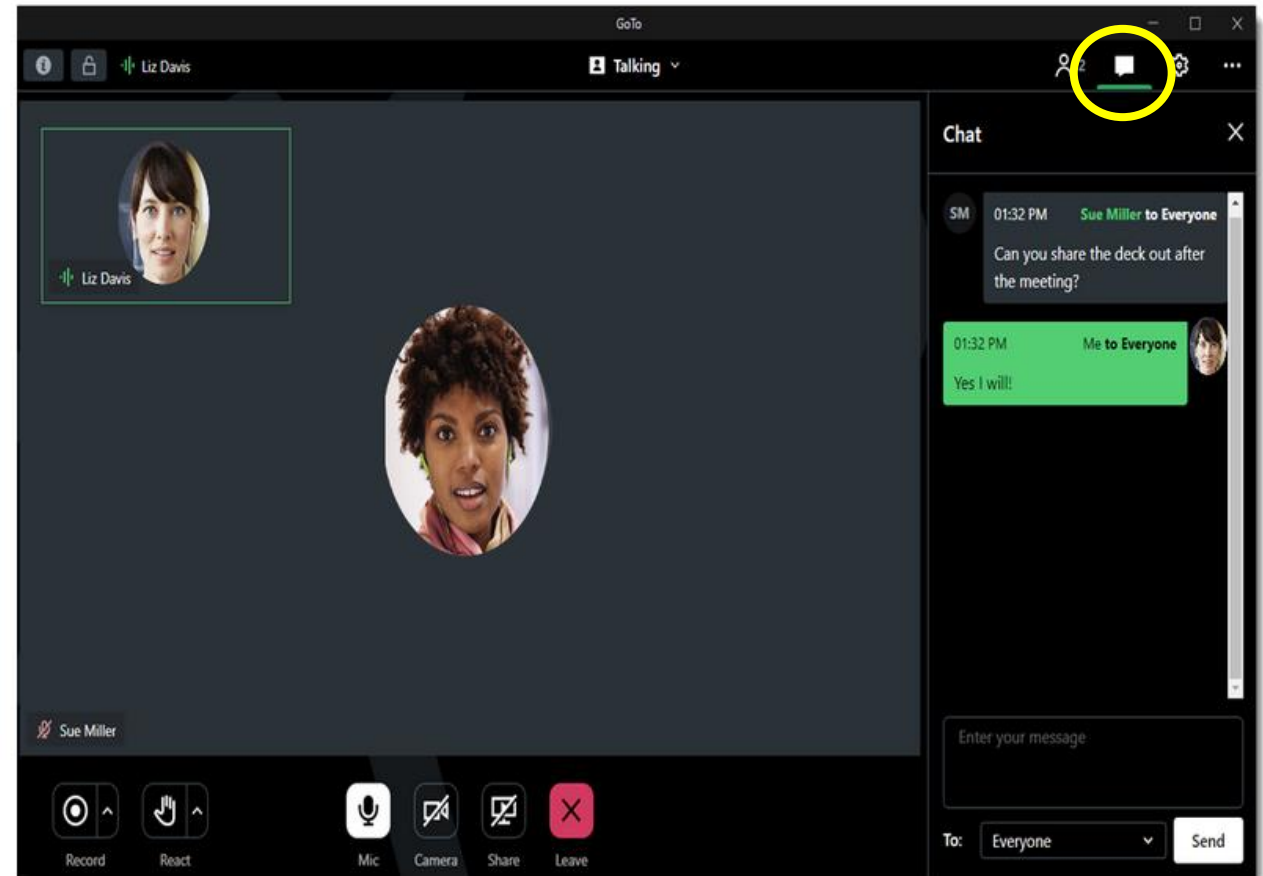 GoTo
Liz Davis
Talking
2
Chat
SM
01:32 PM Sue Miller to Everyone
Can you share the deck out after
the meeting?
01:32 PM Me to Everyone
Yes I will!
Liz Davis
Sue Miller
Enter your message
To: Everyone
Send
Record React Mic Camera Share Leave